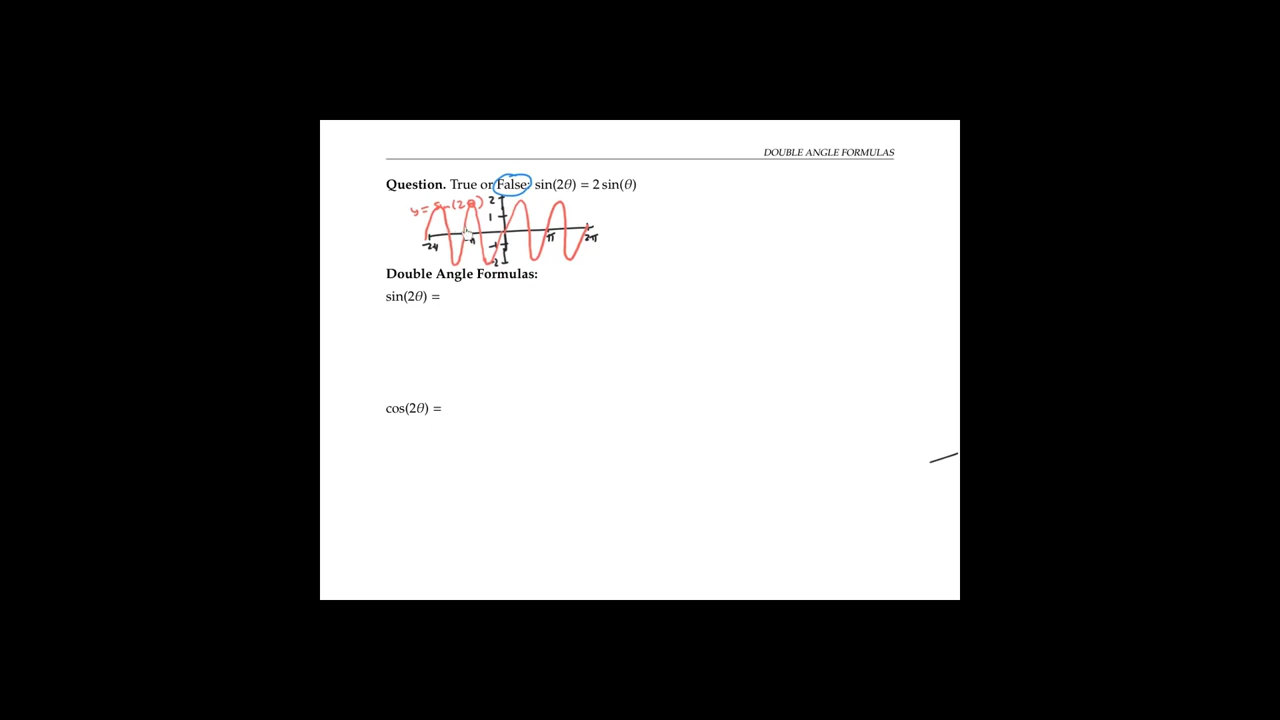 DOUBLE ANGLE FORMULAS
Question. True or False: sin(2θ) = 2 sin(θ)
y = sin(2θ)
2
1
-2π
-π
π
2π
-1
-2
Double Angle Formulas:
sin(2θ) =
cos(2θ) =